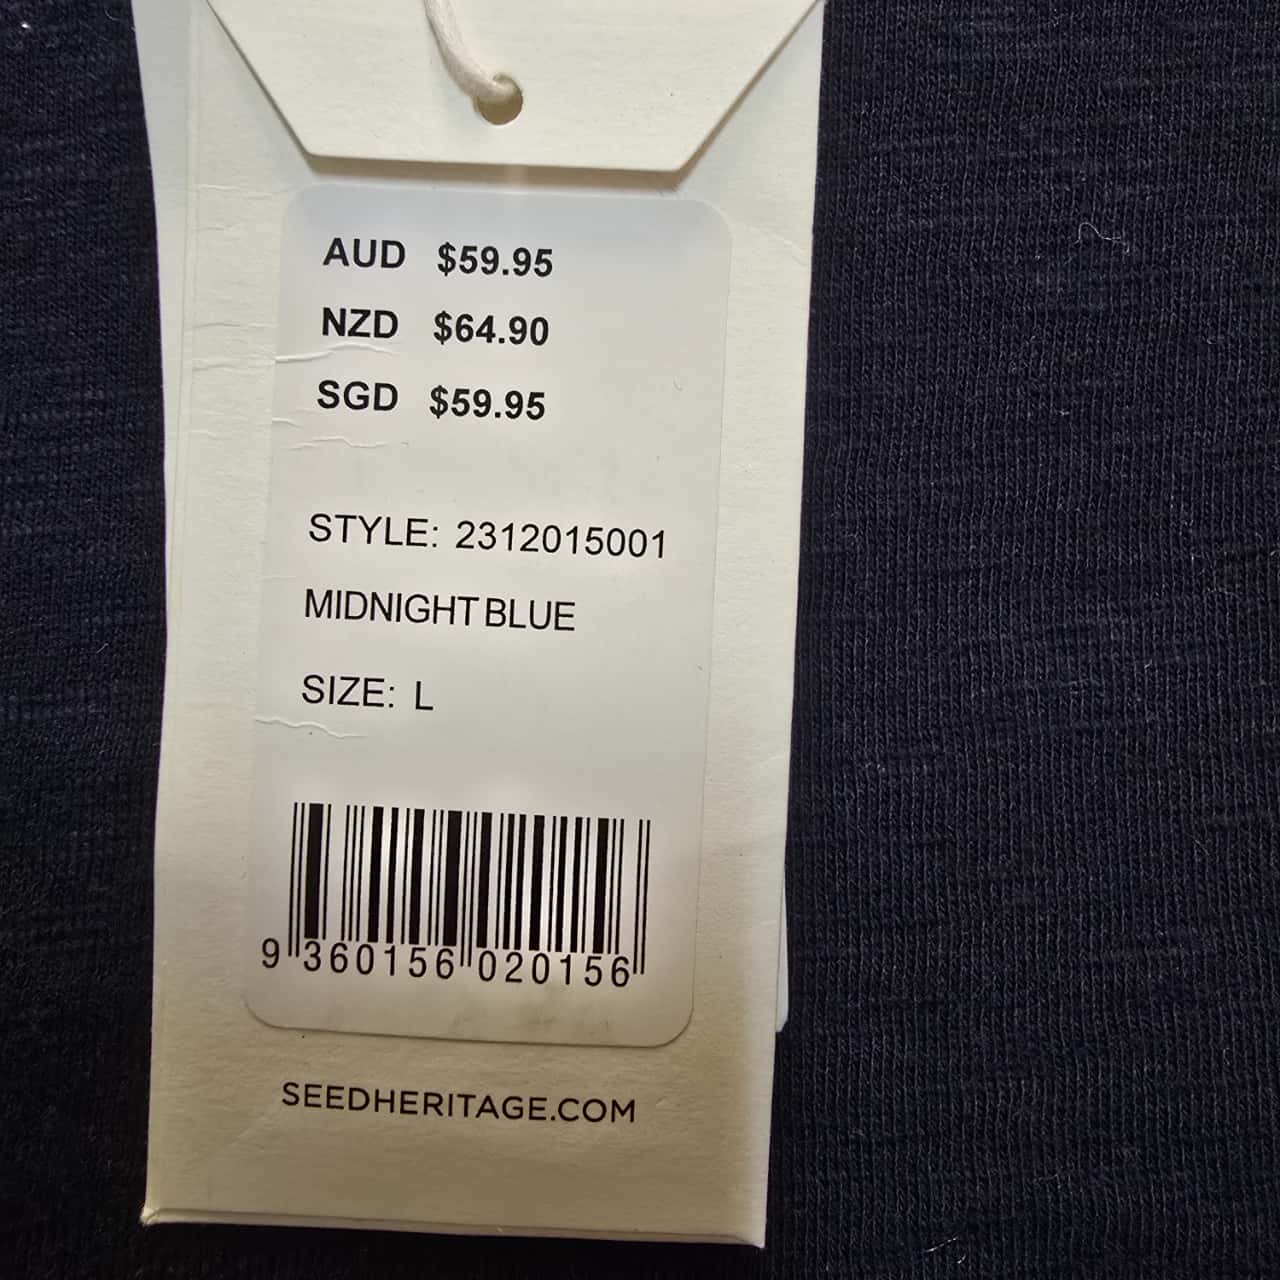 AUD $59.95
NZD $64.90
SGD $59.95
STYLE: 2312015001
MIDNIGHT BLUE
SIZE: L
9 360156 020156
SEEDHERITAGE.COM